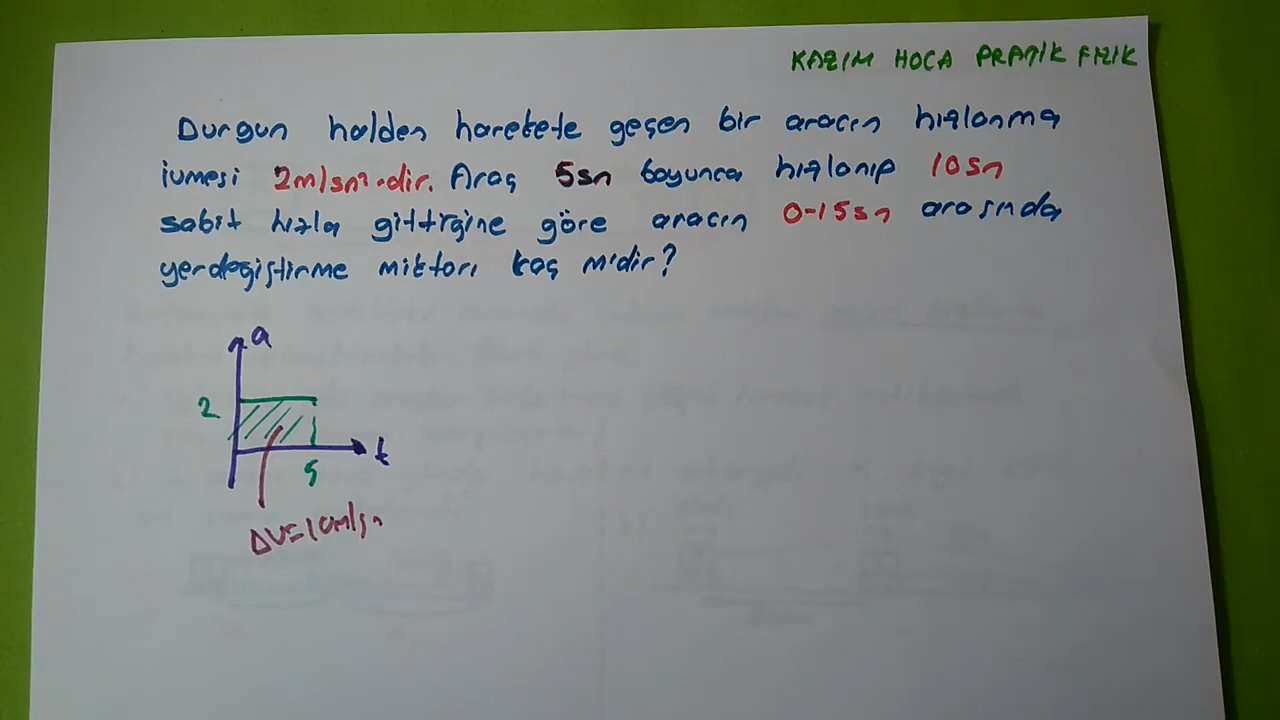 KAZIM HOCA PRATİK FİZİK
Durgun halden harekete geçen bir aracın hızlanma
ivmesi 2m/sn².dir. Araç 5sn boyunca hızlanıp 10sn
sabit hızla gittiğine göre aracın 0-15sn arasında
yerdeğiştirme miktarı kaç m'dir?
a
2
t
5
ΔV=10m/sn